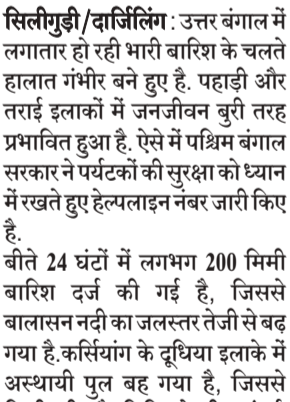 सिलीगुड़ी/दार्जिलिंग : उत्तर बंगाल में
लगातार हो रही भारी बारिश के चलते
हालात गंभीर बने हुए है. पहाड़ी और
तराई इलाकों में जनजीवन बुरी तरह
प्रभावित हुआ है. ऐसे में पश्चिम बंगाल
सरकार ने पर्यटकों की सुरक्षा को ध्यान
में रखते हुए हेल्पलाइन नंबर जारी किए
है.
बीते 24 घंटों में लगभग 200 मिमी
बारिश दर्ज की गई है, जिससे
बालासन नदी का जलस्तर तेजी से बढ़
गया है.कर्सियांग के दूधिया इलाके में
अस्थायी पुल बह गया है, जिससे